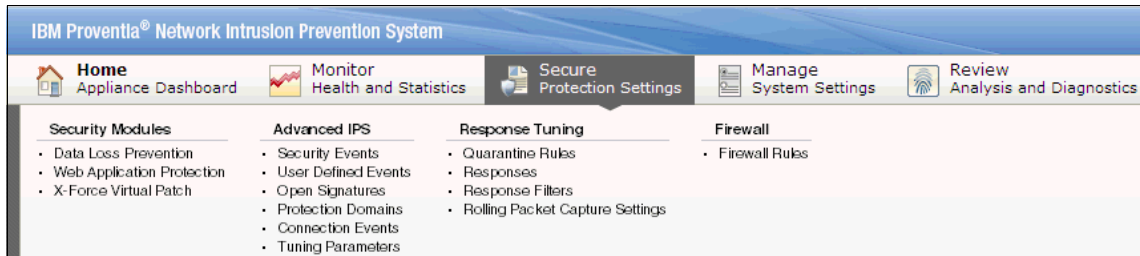 IBM Proventia® Network Intrusion Prevention System
Home
Appliance Dashboard
Monitor
Health and Statistics
Secure
Protection Settings
Manage
System Settings
Review
Analysis and Diagnostics
Security Modules
· Data Loss Prevention
· Web Application Protection
· X-Force Virtual Patch
Advanced IPS
· Security Events
· User Defined Events
· Open Signatures
· Protection Domains
· Connection Events
· Tuning Parameters
Response Tuning
· Quarantine Rules
· Responses
· Response Filters
· Rolling Packet Capture Settings
Firewall
· Firewall Rules